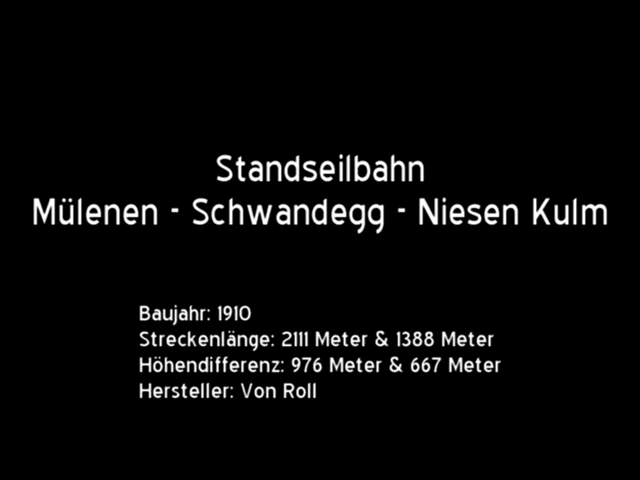 Standseilbahn
Mülenen - Schwandegg - Niesen Kulm
Baujahr: 1910
Streckenlänge: 2111 Meter & 1388 Meter
Höhendifferenz: 976 Meter & 667 Meter
Hersteller: Von Roll